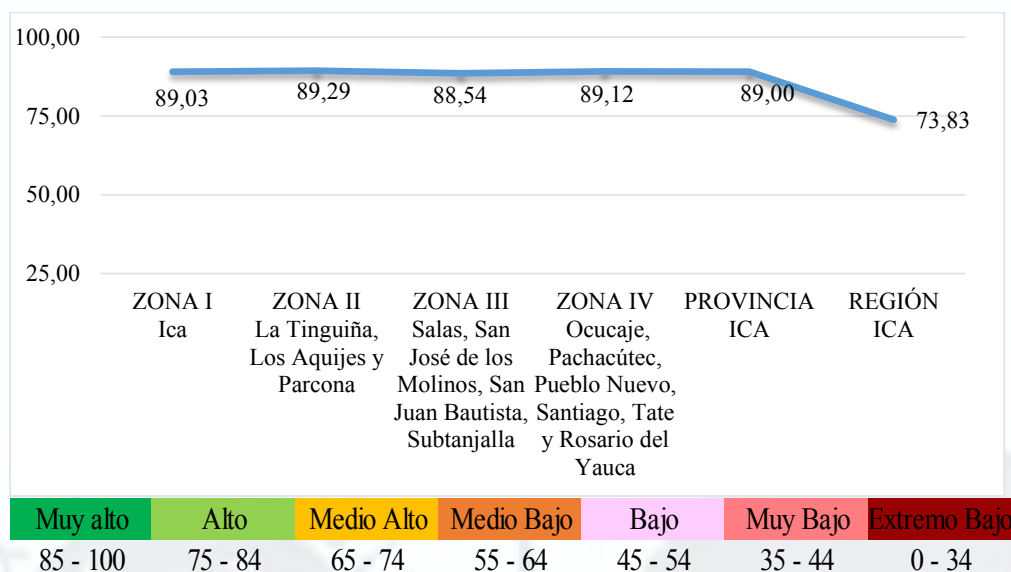 100,00
75,00
50,00
25,00
89,03
89,29
88,54
89,12
89,00
73,83
ZONA I
Ica
ZONA II
La Tinguiña,
Los Aquijes y
Parcona
ZONA III
Salas, San
José de los
Molinos, San
Juan Bautista,
Subtanjalla
ZONA IV
Ocucaje,
Pachacútec,
Pueblo Nuevo,
Santiago, Tate
y Rosario del
Yauca
PROVINCIA
ICA
REGIÓN
ICA
Muy alto Alto Medio Alto Medio Bajo Bajo Muy Bajo Extremo Bajo
85 - 100 75 - 84 65 - 74 55 - 64 45 - 54 35 - 44 0 - 34